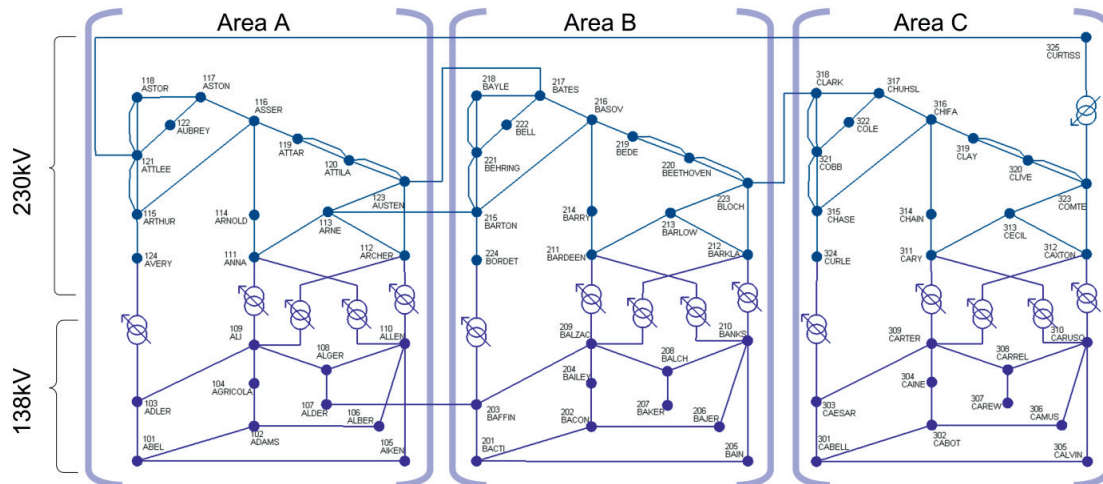 Area A
Area B
Area C
230kV
138kV
118
ASTOR
117
ASTON
116
ASSER
122
AUBREY
119
ATTAR
120
ATTILA
121
ATTLEE
123
AUSTEN
115
ARTHUR
114
ARNOLD
113
ARNE
124
AVERY
111
ANNA
112
ARCHER
109
ALI
110
ALLEN
108
ALGER
104
AGRICOLA
107
ALDER
106
ALBER
103
ADLER
101
ABEL
102
ADAMS
105
AIKEN
218
BAYLE
217
BATES
216
BASOV
222
BELL
219
BEDE
220
BEETHOVEN
221
BEHRING
223
BLOCH
215
BARTON
214
BARRY
213
BARLOW
224
BORDET
211
BARDEEN
212
BARKLA
209
BALZAC
210
BANKS
208
BALCH
204
BAILEY
207
BAKER
206
BAJER
203
BAFFIN
202
BACON
201
BACTI
205
BAIN
325
CURTISS
318
CLARK
317
CHUHSL
316
CHIFA
322
COLE
319
CLAY
320
CLIVE
321
COBB
323
COMTE
315
CHASE
314
CHAIN
313
CECIL
324
CURLE
311
CARY
312
CAXTON
309
CARTER
310
CARUSO
308
CARREL
304
CAINE
307
CAREW
306
CAMUS
303
CAESAR
301
CABELL
302
CABOT
305
CALVIN